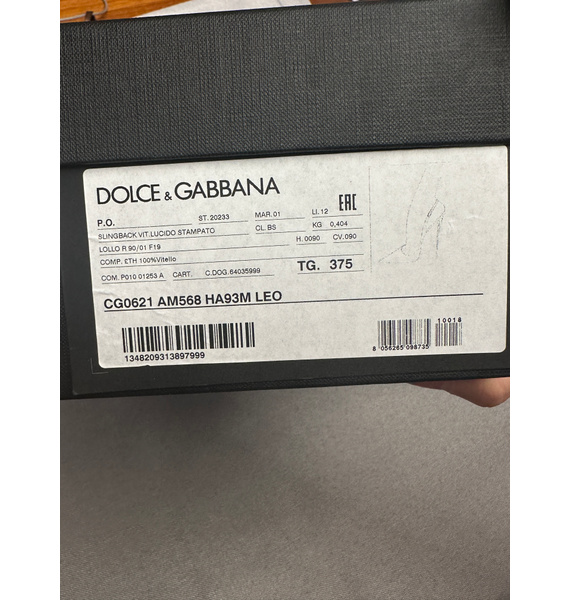 DOLCE & GABBANA
P.O. ST. 20233 MAR. 01 LI. 12 EAC
SLINGBACK VIT.LUCIDO STAMPATO CL. BS KG 0,404
LOLLO R 90/01 F19 H. 0090 CV. 090
COMP. ETH 100%Vitello
COM. P010 01253 A CART. C.DOG. 64035999 TG. 375
CG0621 AM568 HA93M LEO
10018
1348209313897999
8 056265 098735